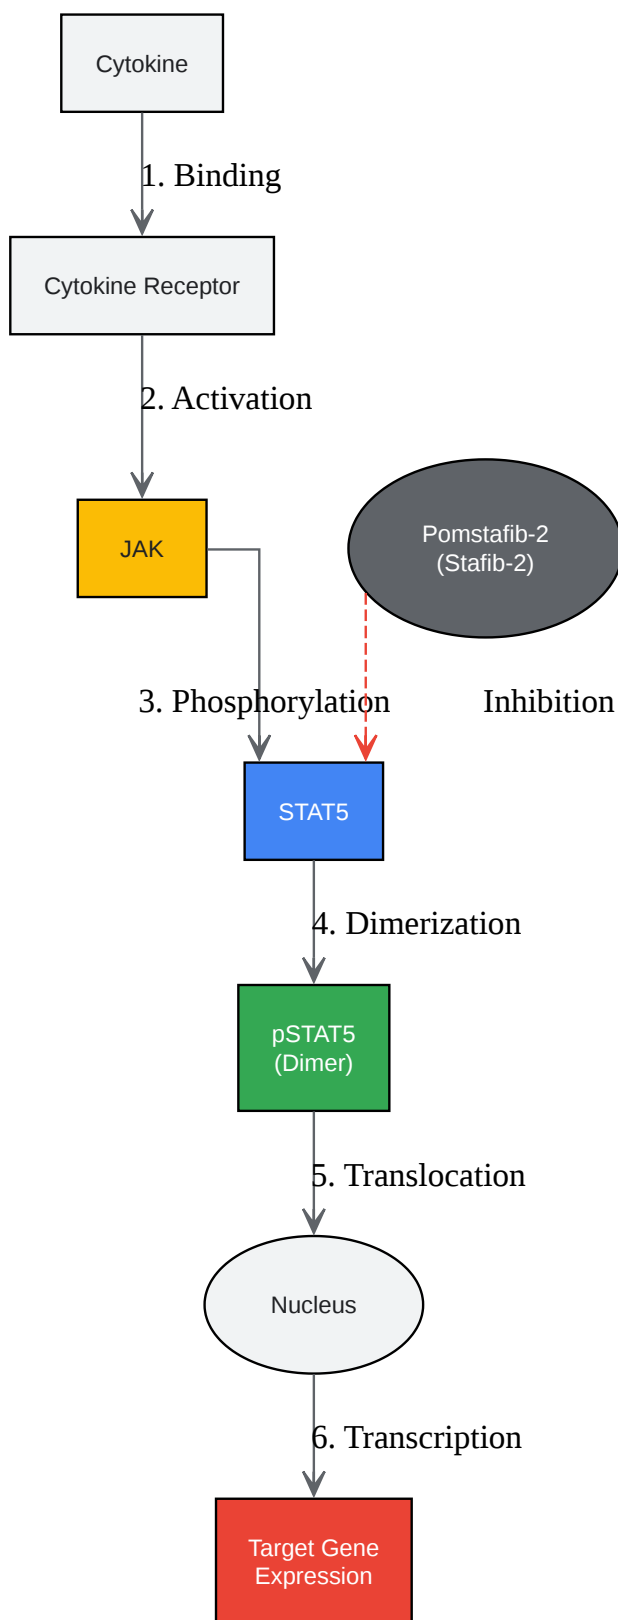 Cytokine
1. Binding
Cytokine Receptor
2. Activation
JAK
Pomstafib-2
(Stafib-2)
3. Phosphorylation
Inhibition
STAT5
4. Dimerization
pSTAT5
(Dimer)
5. Translocation
Nucleus
6. Transcription
Target Gene
Expression